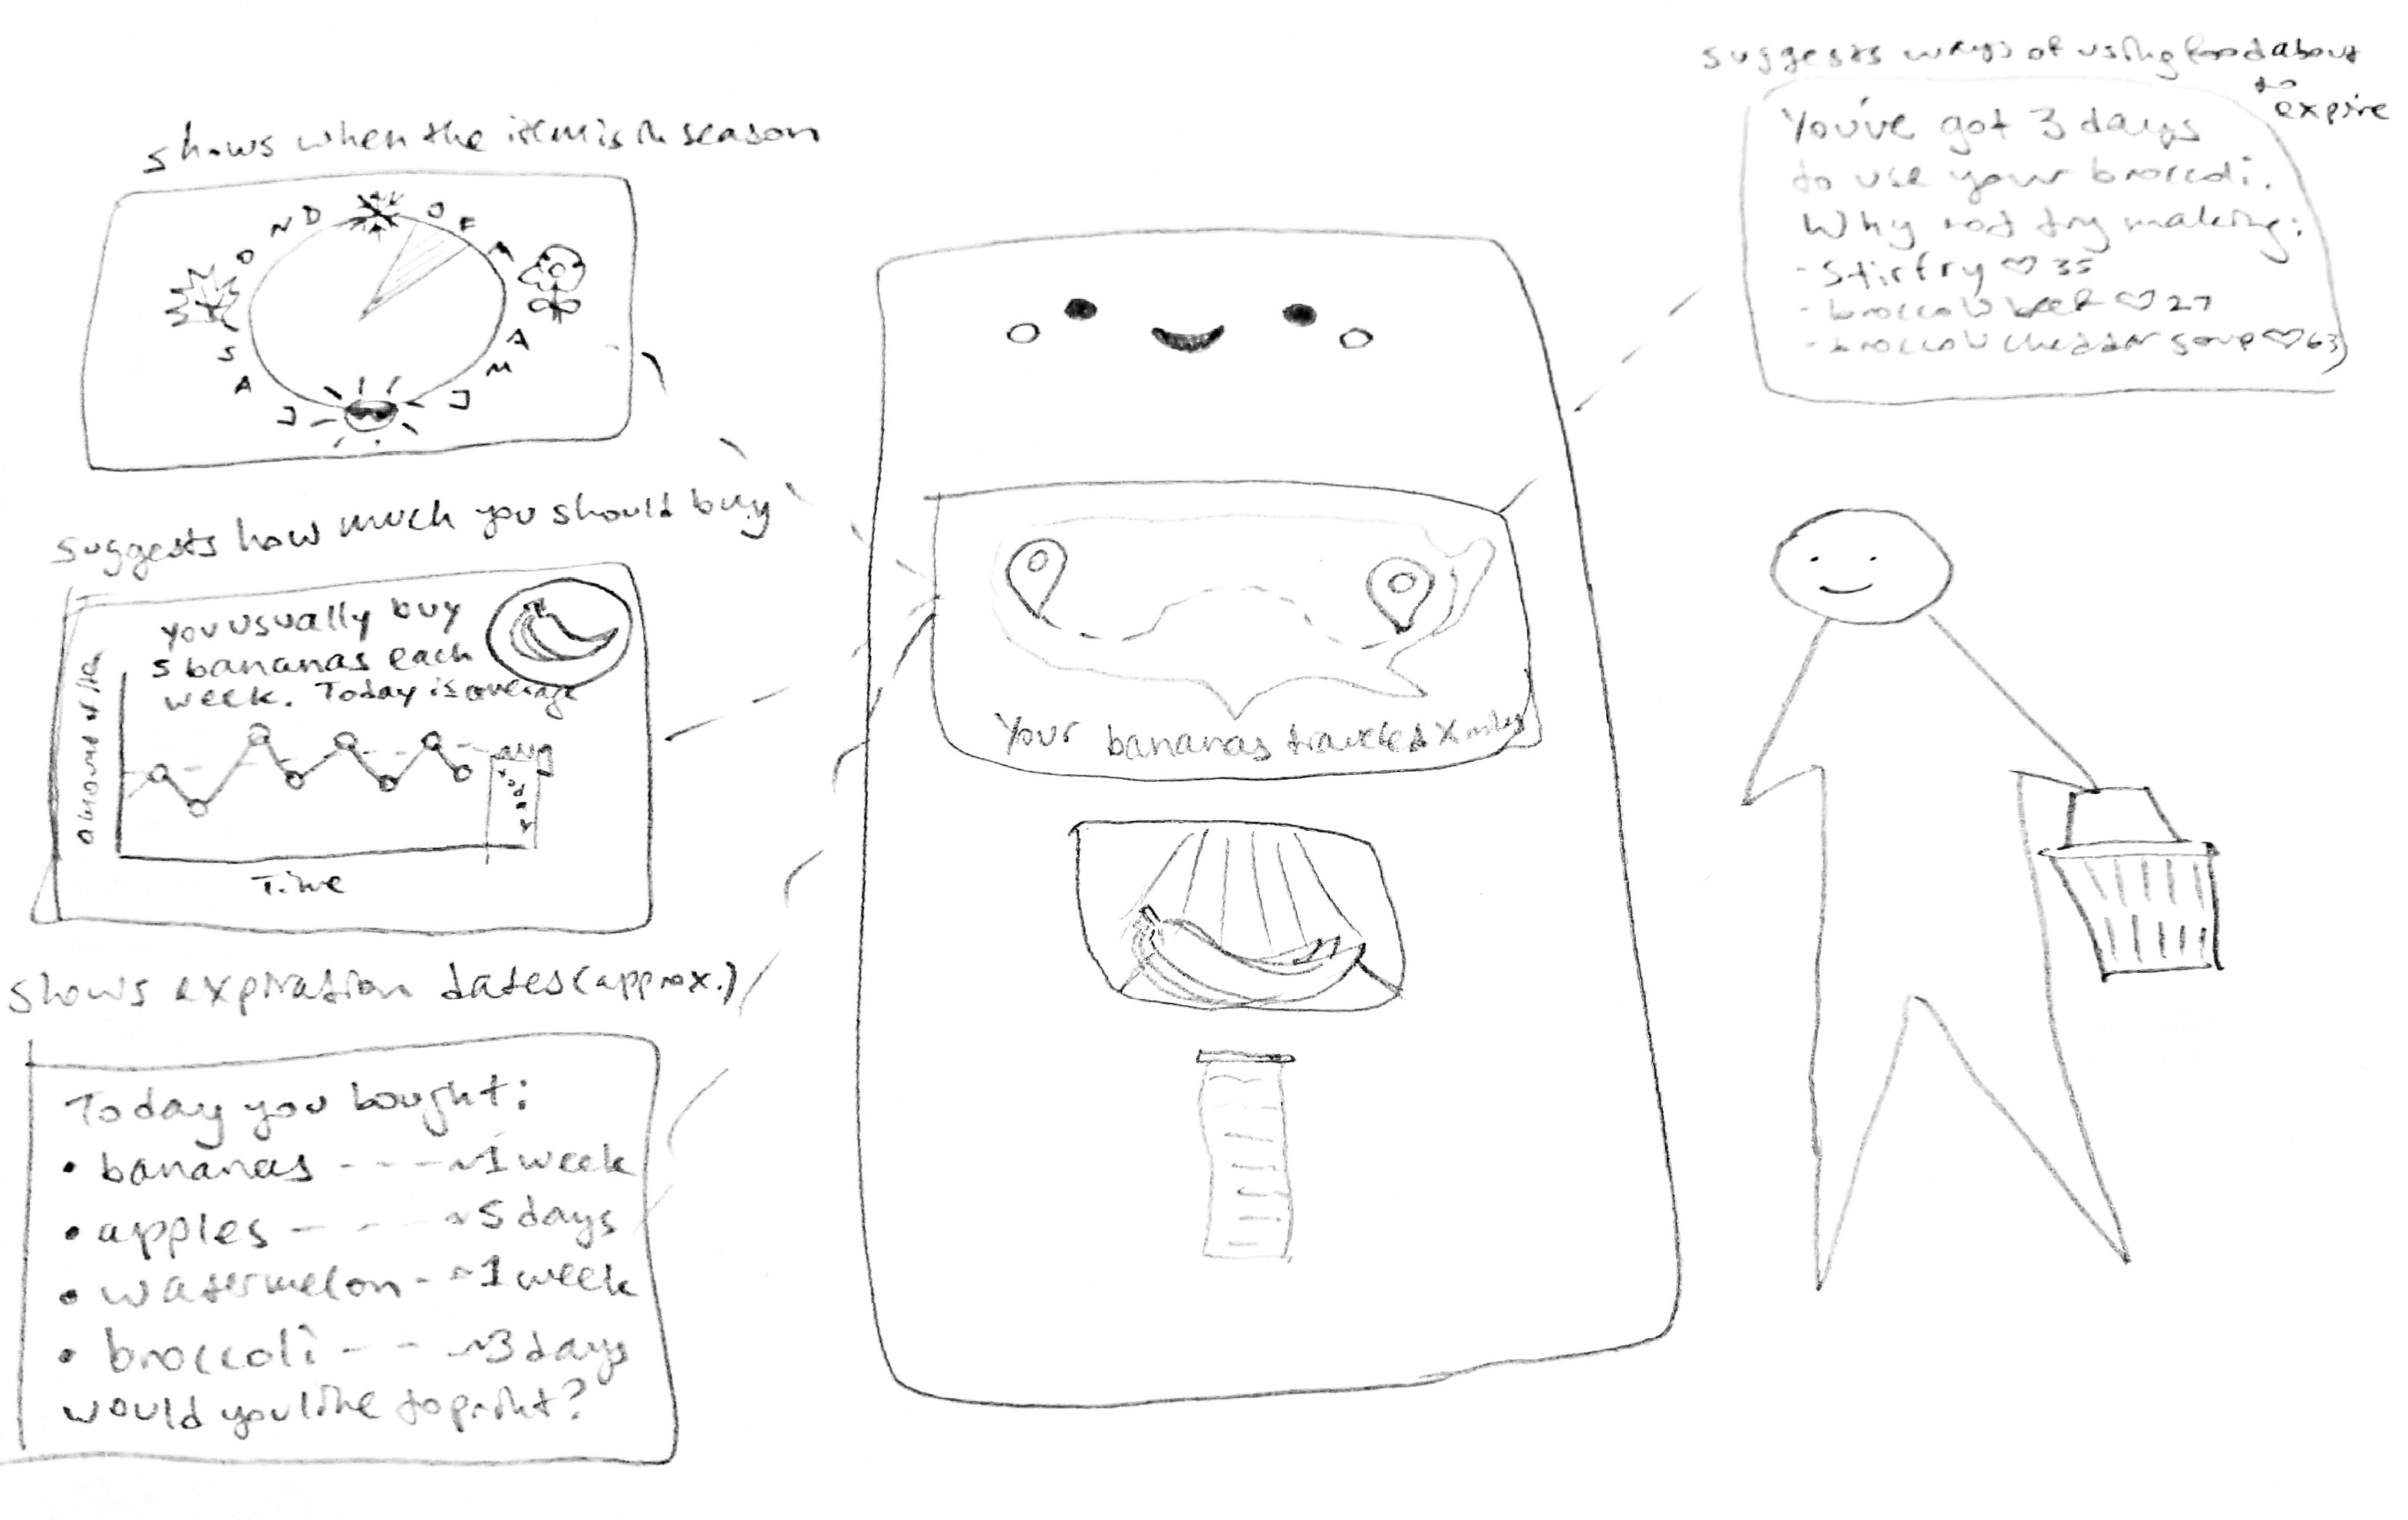 shows when the item is in season
J
F
M
A
M
J
J
A
S
O
N
D
suggests how much you should buy
You usually buy
5 bananas each
week. Today is average
amount of
avg
Today
Time
shows expiration dates (approx.)
Today you bought:
• bananas --- ~1 week
• apples - - - ~5 days
• watermelon - ~1 week
• broccoli - - - ~3 days
would you like to print?
Your bananas traveled X miles
suggests ways of using food about
to
expire
You've got 3 days
to use your broccoli.
Why not try making:
- Stirfry ♡ 35
- broccoli ♡ 27
- broccoli cheddar soup ♡ 63